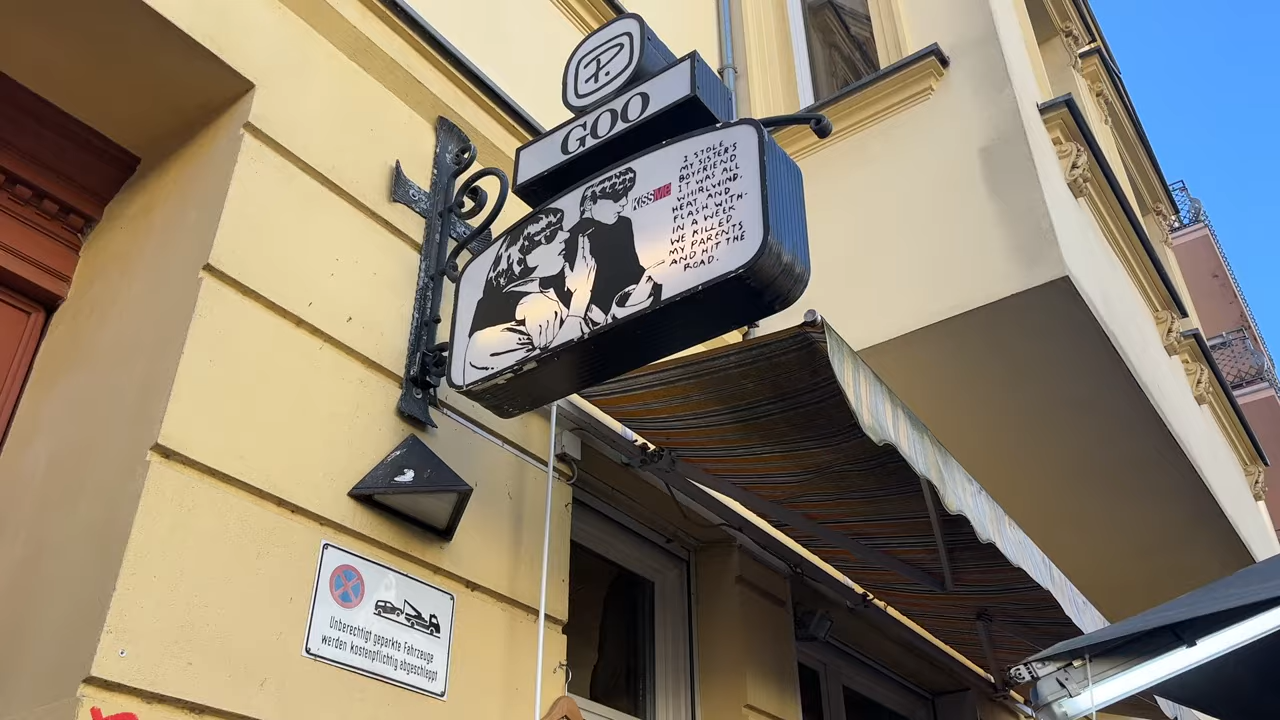 P.
GOO
KISS ME
I STOLE
MY SISTER'S
BOYFRIEND
IT WAS ALL
WHIRLWIND,
HEAT, AND
FLASH. WITH-
IN A WEEK
WE KILLED
MY PARENTS
AND HIT THE
ROAD.
Unberechtigt geparkte Fahrzeuge
werden kostenpflichtig abgeschleppt